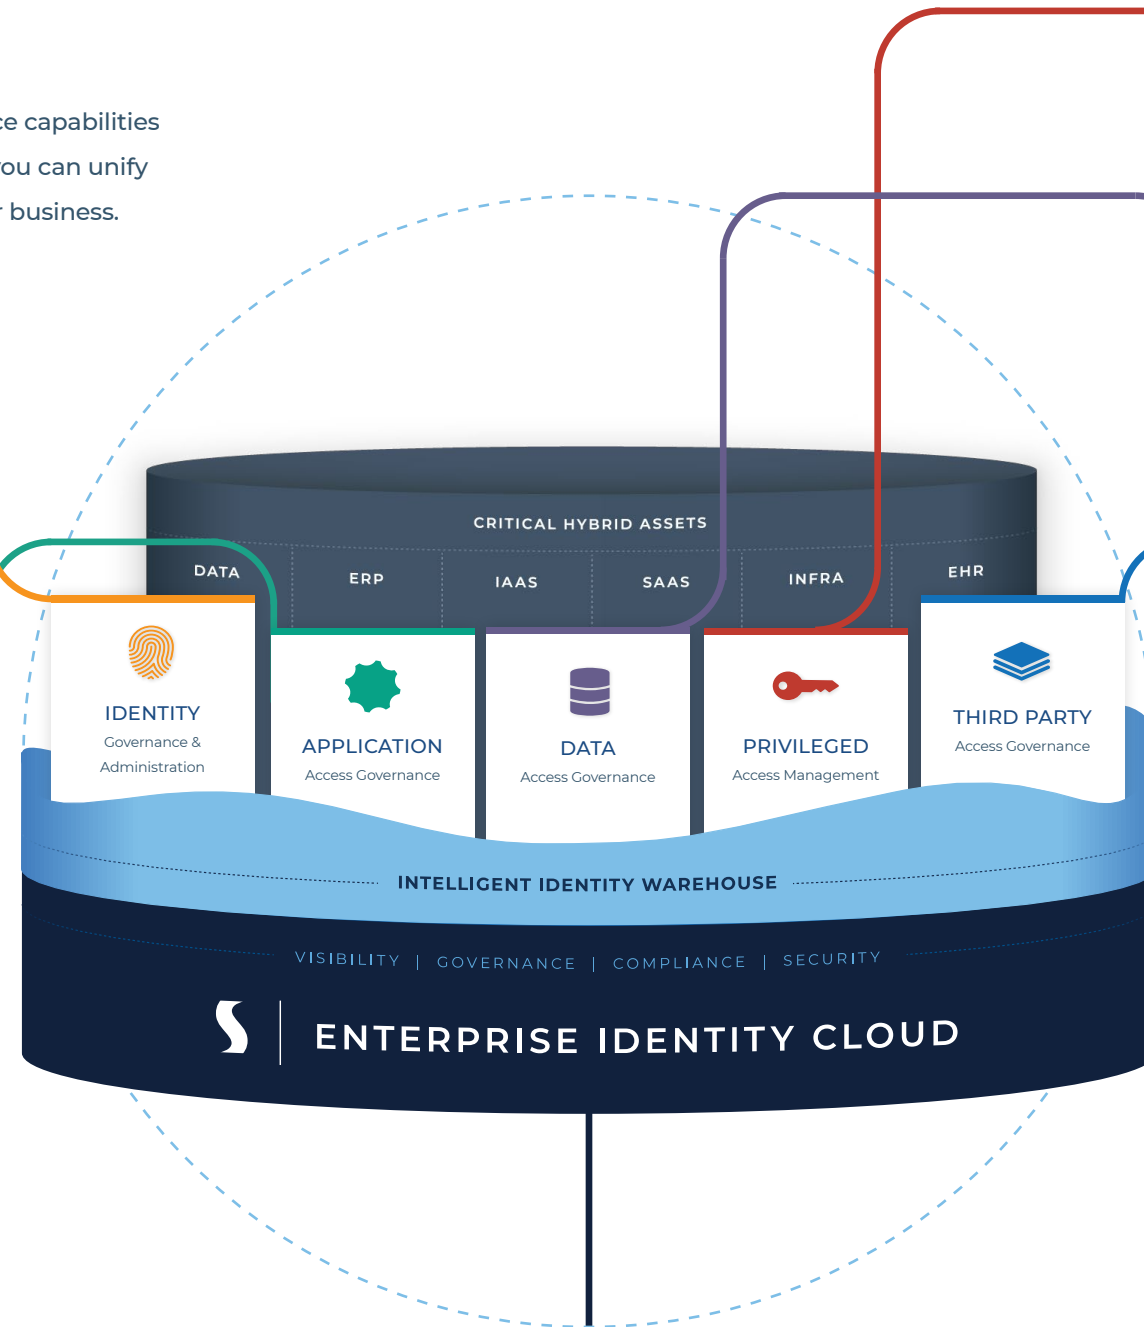 ce capabilities
you can unify
r business.
CRITICAL HYBRID ASSETS
DATA
ERP
IAAS
SAAS
INFRA
EHR
IDENTITY
Governance &
Administration
APPLICATION
Access Governance
DATA
Access Governance
PRIVILEGED
Access Management
THIRD PARTY
Access Governance
INTELLIGENT IDENTITY WAREHOUSE
VISIBILITY | GOVERNANCE | COMPLIANCE | SECURITY
ENTERPRISE IDENTITY CLOUD